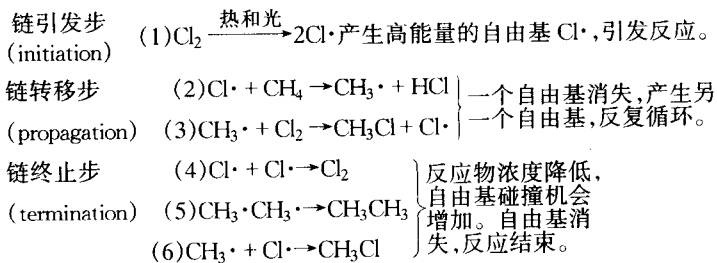 链引发步 (1)Cl₂ 热和光→ 2Cl·产生高能量的自由基Cl·,引发反应。
(initiation)
链转移步 (2)Cl·+CH₄→CH₃·+HCl 一个自由基消失,产生另
(propagation) (3)CH₃·+Cl₂→CH₃Cl+Cl· 一个自由基,反复循环。
链终止步 (4)Cl·+Cl·→Cl₂ 反应物浓度降低,
自由基碰撞机会
(termination) (5)CH₃·CH₃·→CH₃CH₃ 增加。自由基消
(6)CH₃·+Cl·→CH₃Cl 失,反应结束。